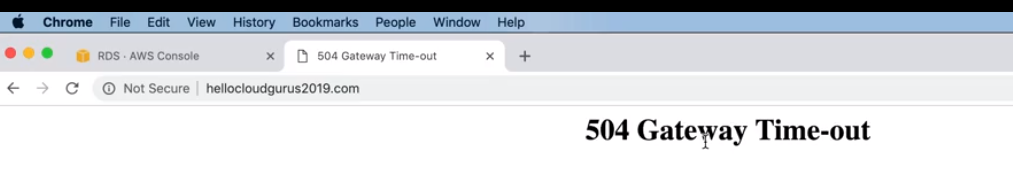 Chrome File Edit View History Bookmarks People Window Help
RDS · AWS Console 504 Gateway Time-out
Not Secure hellocloudgurus2019.com
504 Gateway Time-out